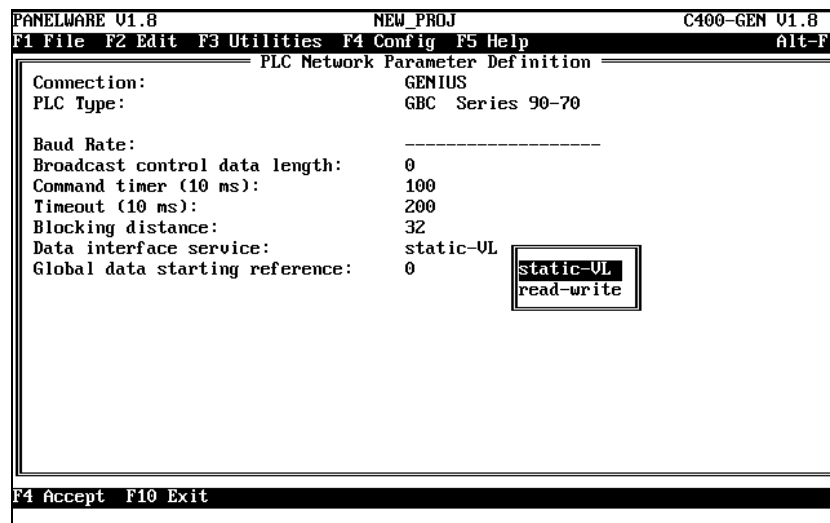 PANELWARE V1.8 NEW_PROJ C400-GEN V1.8
F1 File F2 Edit F3 Utilities F4 Config F5 Help Alt-F
PLC Network Parameter Definition
Connection: GENIUS
PLC Type: GBC Series 90-70
Baud Rate: -------------------
Broadcast control data length: 0
Command timer (10 ms): 100
Timeout (10 ms): 200
Blocking distance: 32
Data interface service: static-VL
Global data starting reference: 0 static-VL
read-write
F4 Accept F10 Exit